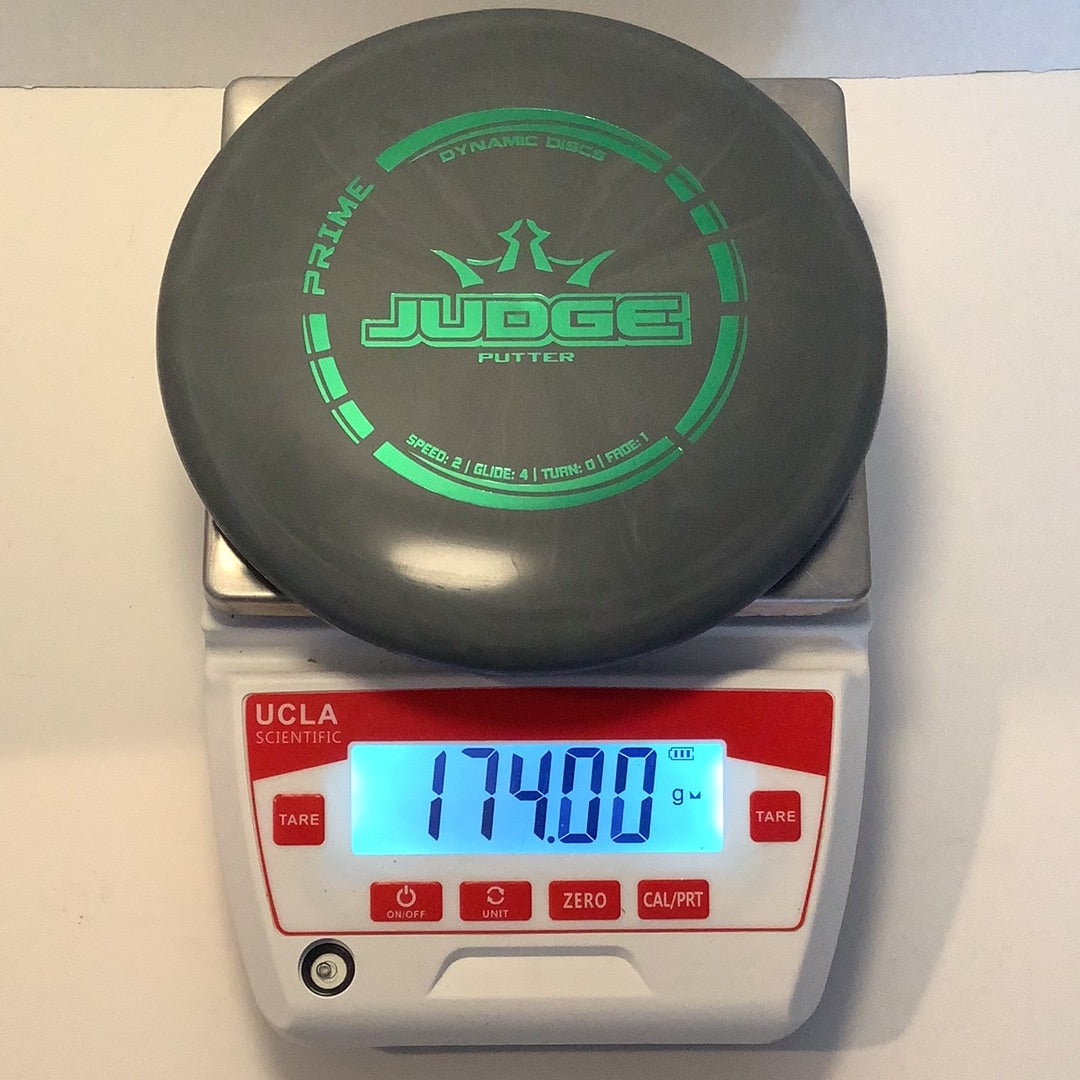 DYNAMIC DISCS
PRIME
JUDGE
PUTTER
SPEED: 2 | GLIDE: 4 | TURN: 0 | FADE: 1
UCLA
SCIENTIFIC
174.00
g
TARE
TARE
ON/OFF
UNIT
ZERO
CAL/PRT